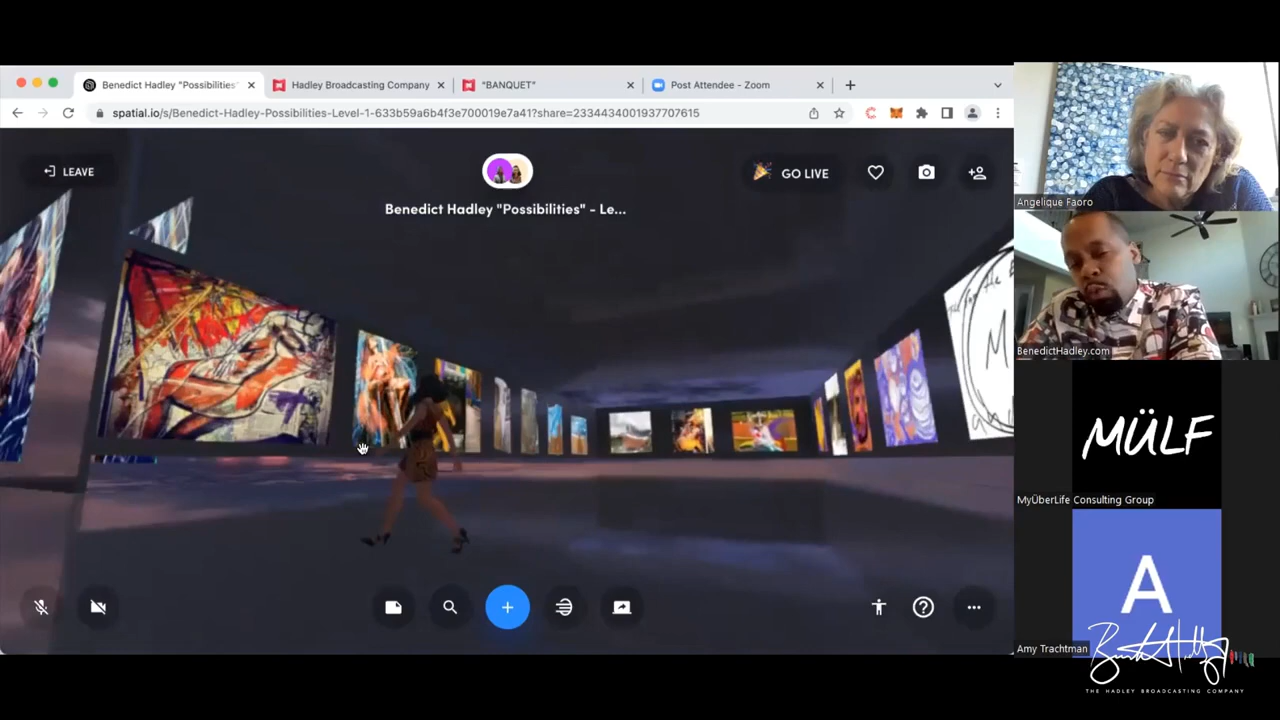 Benedict Hadley "Possibilities"
Hadley Broadcasting Company
"BANQUET"
Post Attendee - Zoom
spatial.io/s/Benedict-Hadley-Possibilities-Level-1-633b59a6b4f3e700019e7a41?share=2334434001937707615
LEAVE
GO LIVE
Benedict Hadley "Possibilities" - Le...
Angelique Faoro
BenedictHadley.com
MÜLF
MyÜberLife Consulting Group
A
Amy Trachtman
THE HADLEY BROADCASTING COMPANY